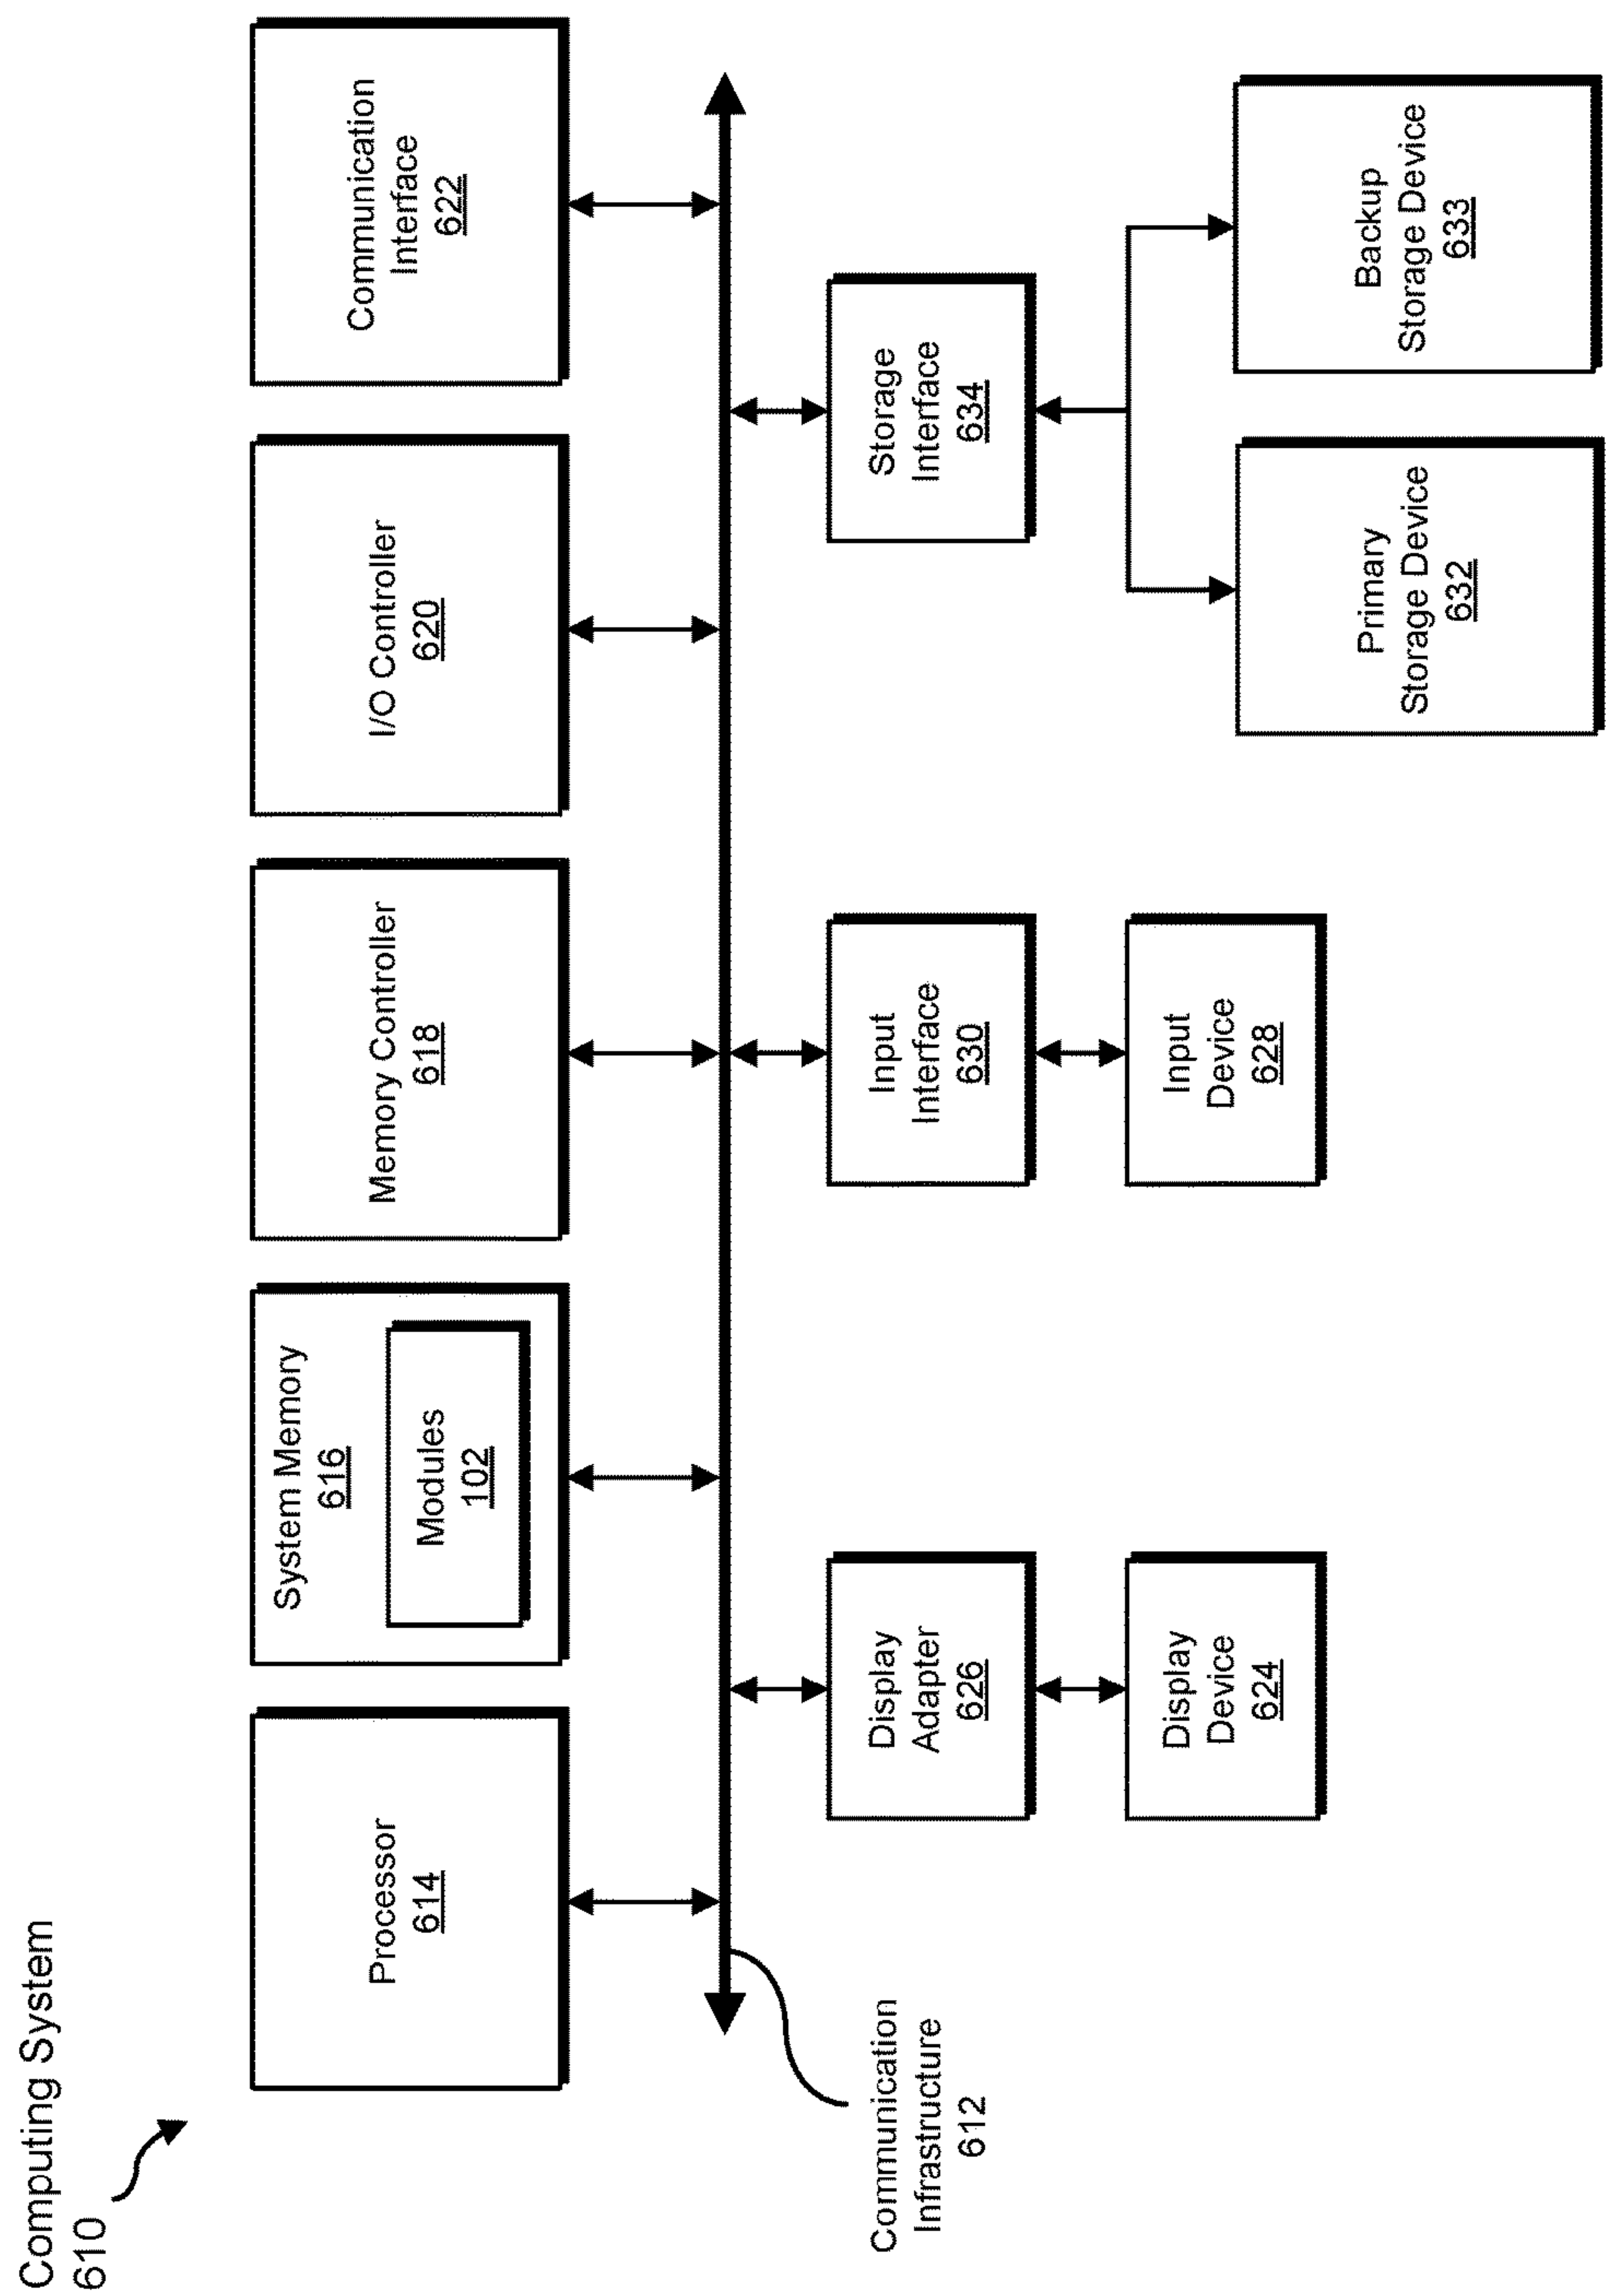 Computing System
610
Processor
614
System Memory
616
Modules
102
Memory Controller
618
I/O Controller
620
Communication
Interface
622
Communication
Infrastructure
612
Display
Adapter
626
Input
Interface
630
Storage
Interface
634
Display
Device
624
Input
Device
628
Primary
Storage Device
632
Backup
Storage Device
633